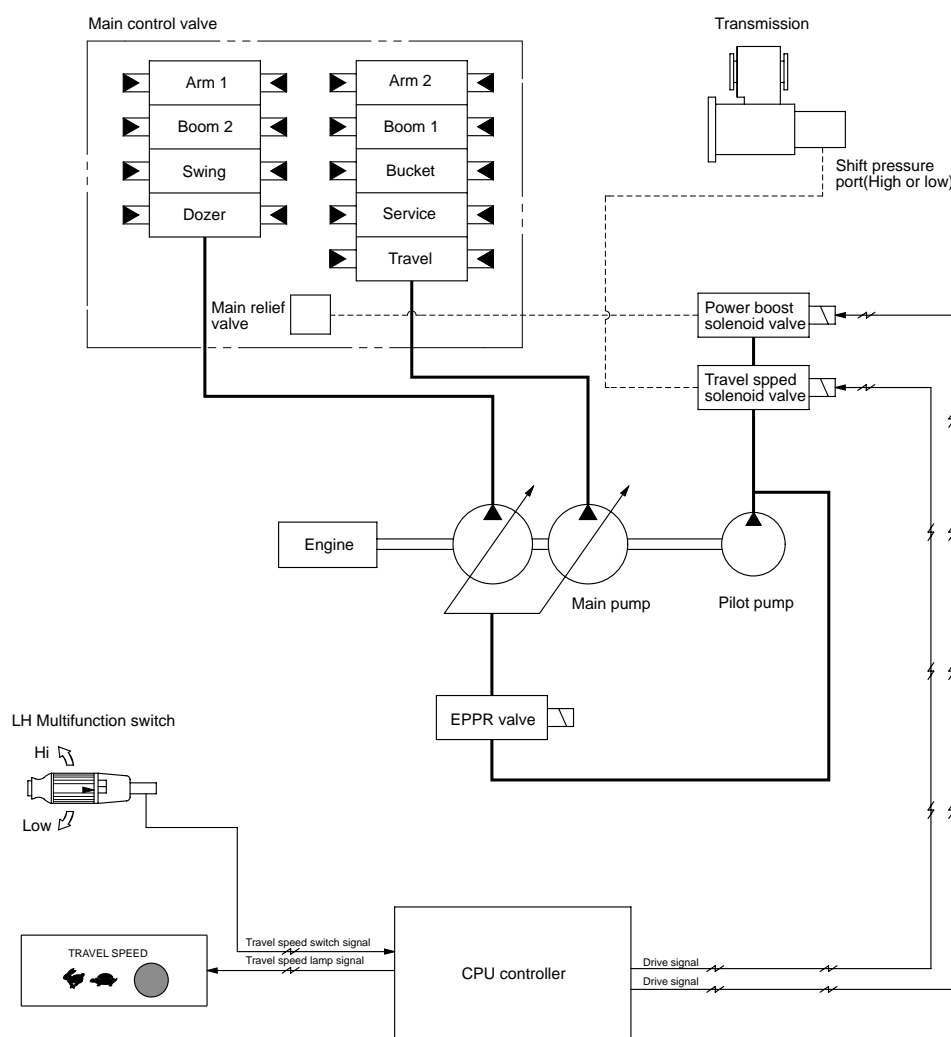 Main control valve
Transmission
Arm 1
Arm 2
Boom 2
Boom 1
Swing
Bucket
Shift pressure
port(High or low)
Dozer
Service
Travel
Main relief
valve
Power boost
solenoid valve
Travel spped
solenoid valve
Engine
Main pump
Pilot pump
EPPR valve
LH Multifunction switch
Hi
Low
Travel speed switch signal
Travel speed lamp signal
TRAVEL SPEED
CPU controller
Drive signal
Drive signal